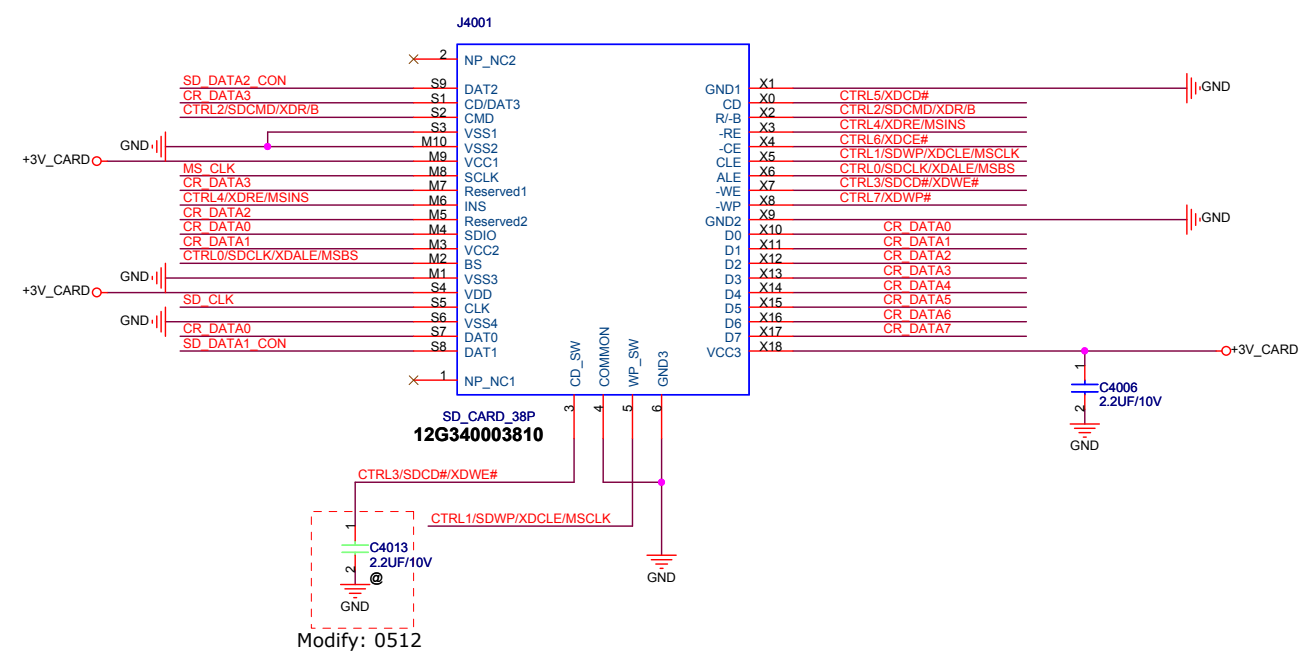 J4001
2 NP_NC2
SD_DATA2_CON S9 DAT2
CR_DATA3 S1 CD/DAT3
CTRL2/SDCMD/XDR/B S2 CMD
S3 VSS1
GND M10 VSS2
+3V_CARD M9 VCC1
MS_CLK M8 SCLK
CR_DATA3 M7 Reserved1
CTRL4/XDRE/MSINS M6 INS
CR_DATA2 M5 Reserved2
CR_DATA0 M4 SDIO
CR_DATA1 M3 VCC2
CTRL0/SDCLK/XDALE/MSBS M2 BS
GND M1 VSS3
+3V_CARD S4 VDD
SD_CLK S5 CLK
GND S6 VSS4
CR_DATA0 S7 DAT0
SD_DATA1_CON S8 DAT1
1 NP_NC1
GND1 X1 GND
CD X0 CTRL5/XDCD#
R/-B X2 CTRL2/SDCMD/XDR/B
-RE X3 CTRL4/XDRE/MSINS
-CE X4 CTRL6/XDCE#
CLE X5 CTRL1/SDWP/XDCLE/MSCLK
ALE X6 CTRL0/SDCLK/XDALE/MSBS
-WE X7 CTRL3/SDCD#/XDWE#
-WP X8 CTRL7/XDWP#
GND2 X9 GND
D0 X10 CR_DATA0
D1 X11 CR_DATA1
D2 X12 CR_DATA2
D3 X13 CR_DATA3
D4 X14 CR_DATA4
D5 X15 CR_DATA5
D6 X16 CR_DATA6
D7 X17 CR_DATA7
VCC3 X18 +3V_CARD
CD_SW 3
COMMON 4
WP_SW 5
GND3 6
SD_CARD_38P
12G340003810
1
C4006
2.2UF/10V
2
GND
CTRL3/SDCD#/XDWE#
CTRL1/SDWP/XDCLE/MSCLK
1
C4013
2.2UF/10V
2
@
GND
GND
Modify: 0512